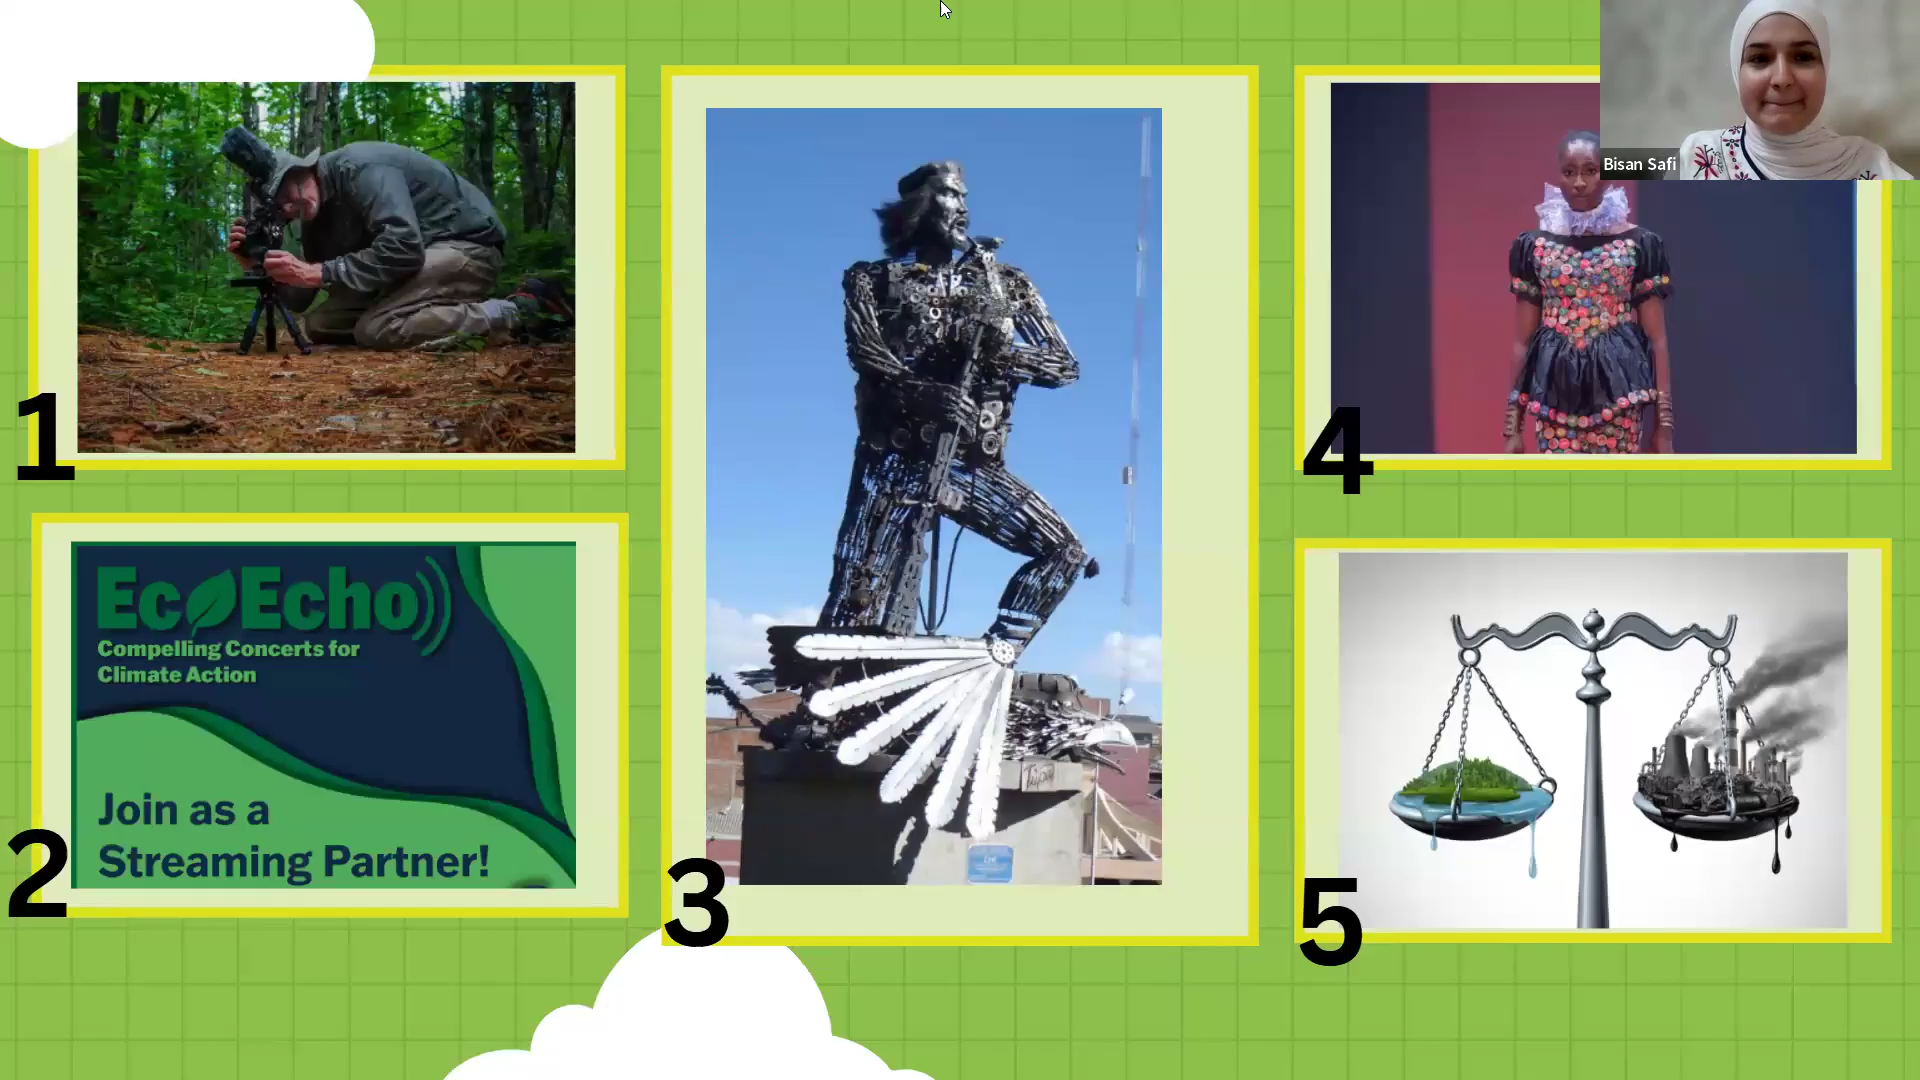 Bisan Safi
1
EcoEcho
Compelling Concerts for
Climate Action
Join as a
Streaming Partner!
2
3
4
5